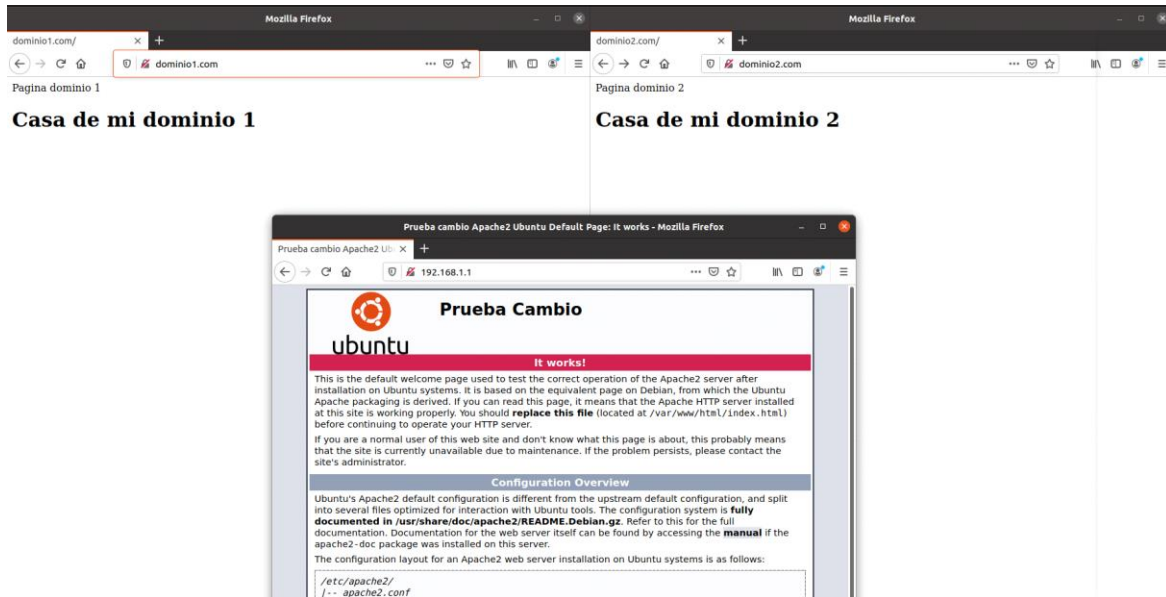 Mozilla Firefox
dominio1.com/
dominio1.com
Pagina dominio 1
Casa de mi dominio 1
Mozilla Firefox
dominio2.com/
dominio2.com
Pagina dominio 2
Casa de mi dominio 2
Prueba cambio Apache2 Ubuntu Default Page: It works - Mozilla Firefox
Prueba cambio Apache2 Ub
192.168.1.1
ubuntu
Prueba Cambio
It works!
This is the default welcome page used to test the correct operation of the Apache2 server after
installation on Ubuntu systems. It is based on the equivalent page on Debian, from which the Ubuntu
Apache packaging is derived. If you can read this page, it means that the Apache HTTP server installed
at this site is working properly. You should replace this file (located at /var/www/html/index.html)
before continuing to operate your HTTP server.
If you are a normal user of this web site and don't know what this page is about, this probably means
that the site is currently unavailable due to maintenance. If the problem persists, please contact the
site's administrator.
Configuration Overview
Ubuntu's Apache2 default configuration is different from the upstream default configuration, and split
into several files optimized for interaction with Ubuntu tools. The configuration system is fully
documented in /usr/share/doc/apache2/README.Debian.gz. Refer to this for the full
documentation. Documentation for the web server itself can be found by accessing the manual if the
apache2-doc package was installed on this server.
The configuration layout for an Apache2 web server installation on Ubuntu systems is as follows:
/etc/apache2/
|-- apache2.conf